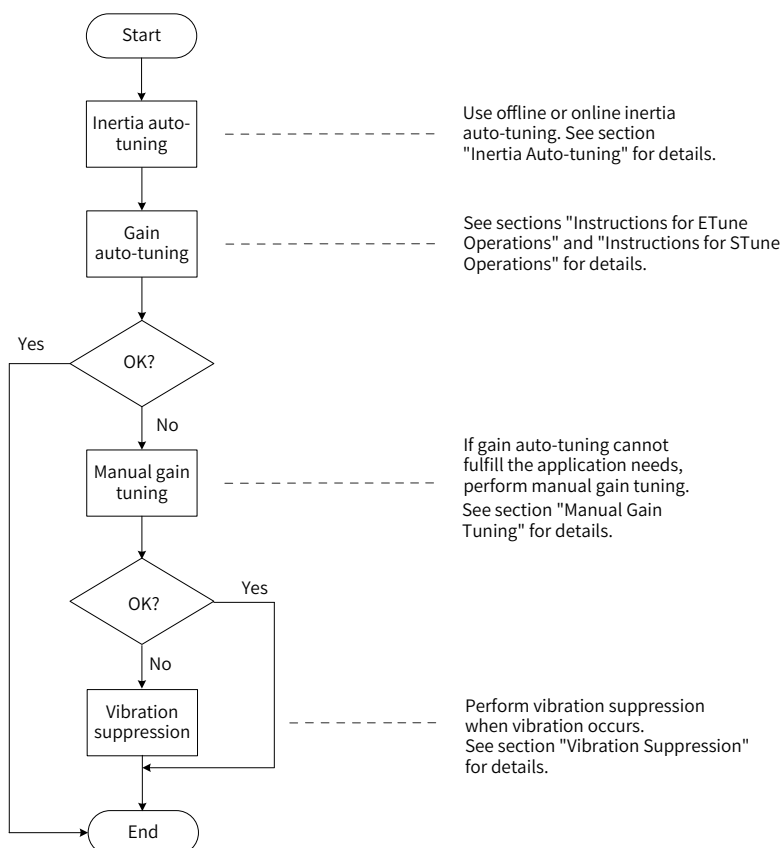 Start
Inertia auto-
tuning
Use offline or online inertia
auto-tuning. See section
"Inertia Auto-tuning" for details.
Gain
auto-tuning
See sections "Instructions for ETune
Operations" and "Instructions for STune
Operations" for details.
Yes
OK?
No
Manual gain
tuning
If gain auto-tuning cannot
fulfill the application needs,
perform manual gain tuning.
See section "Manual Gain
Tuning" for details.
Yes
OK?
No
Vibration
suppression
Perform vibration suppression
when vibration occurs.
See section "Vibration Suppression"
for details.
End